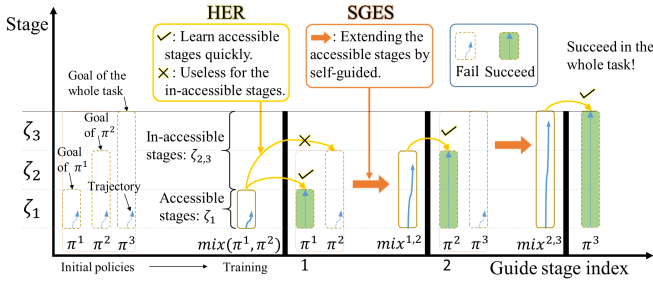 HER
SGES
Stage
✓: Learn accessible
stages quickly.
✕: Useless for the
in-accessible stages.
➡: Extending the
accessible stages by
self-guided.
Fail Succeed
Succeed in the
whole task!
Goal of the
whole task
Goal
of π²
Goal
of π¹
Trajectory
In-accessible
stages: ζ₂,₃
Accessible
stages: ζ₁
ζ₃
ζ₂
ζ₁
π¹ π² π³ mix(π¹, π²) π¹ π² mix¹,² π² π³ mix²,³ π³
Initial policies Training 1 2 Guide stage index